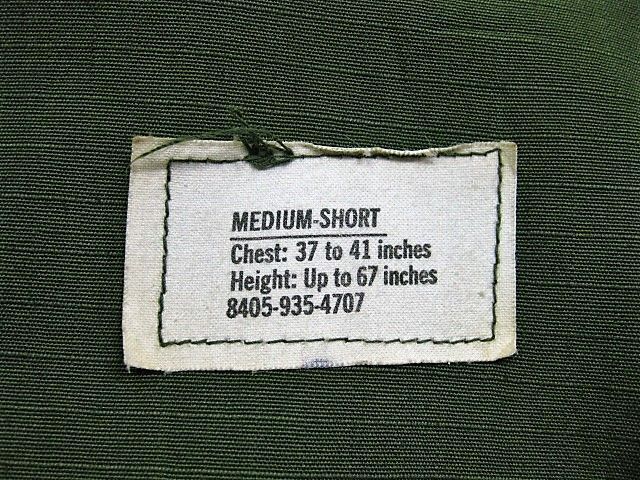 MEDIUM-SHORT
Chest: 37 to 41 inches
Height: Up to 67 inches
8405-935-4707